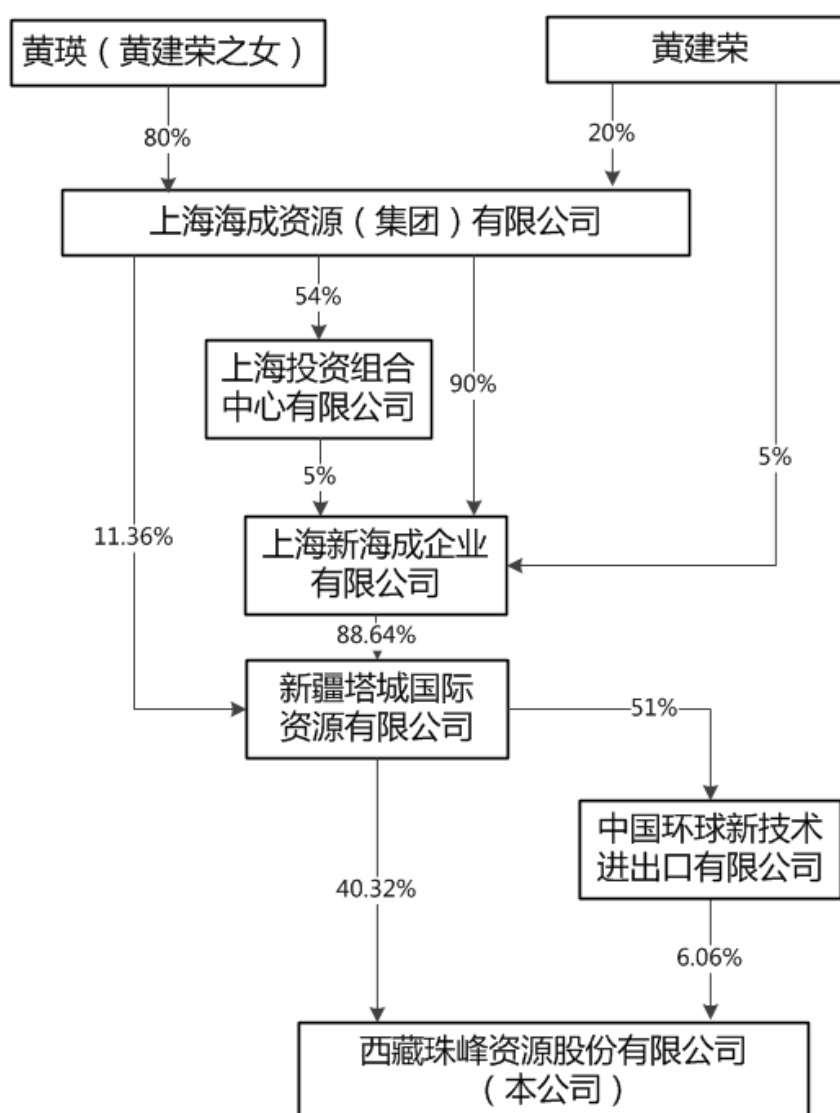 黄瑛（黄建荣之女）
黄建荣
80%
20%
上海海成资源（集团）有限公司
54%
上海投资组合
中心有限公司
90%
5%
5%
11.36%
上海新海成企业
有限公司
88.64%
新疆塔城国际
资源有限公司
51%
中国环球新技术
进出口有限公司
40.32%
6.06%
西藏珠峰资源股份有限公司
（本公司）